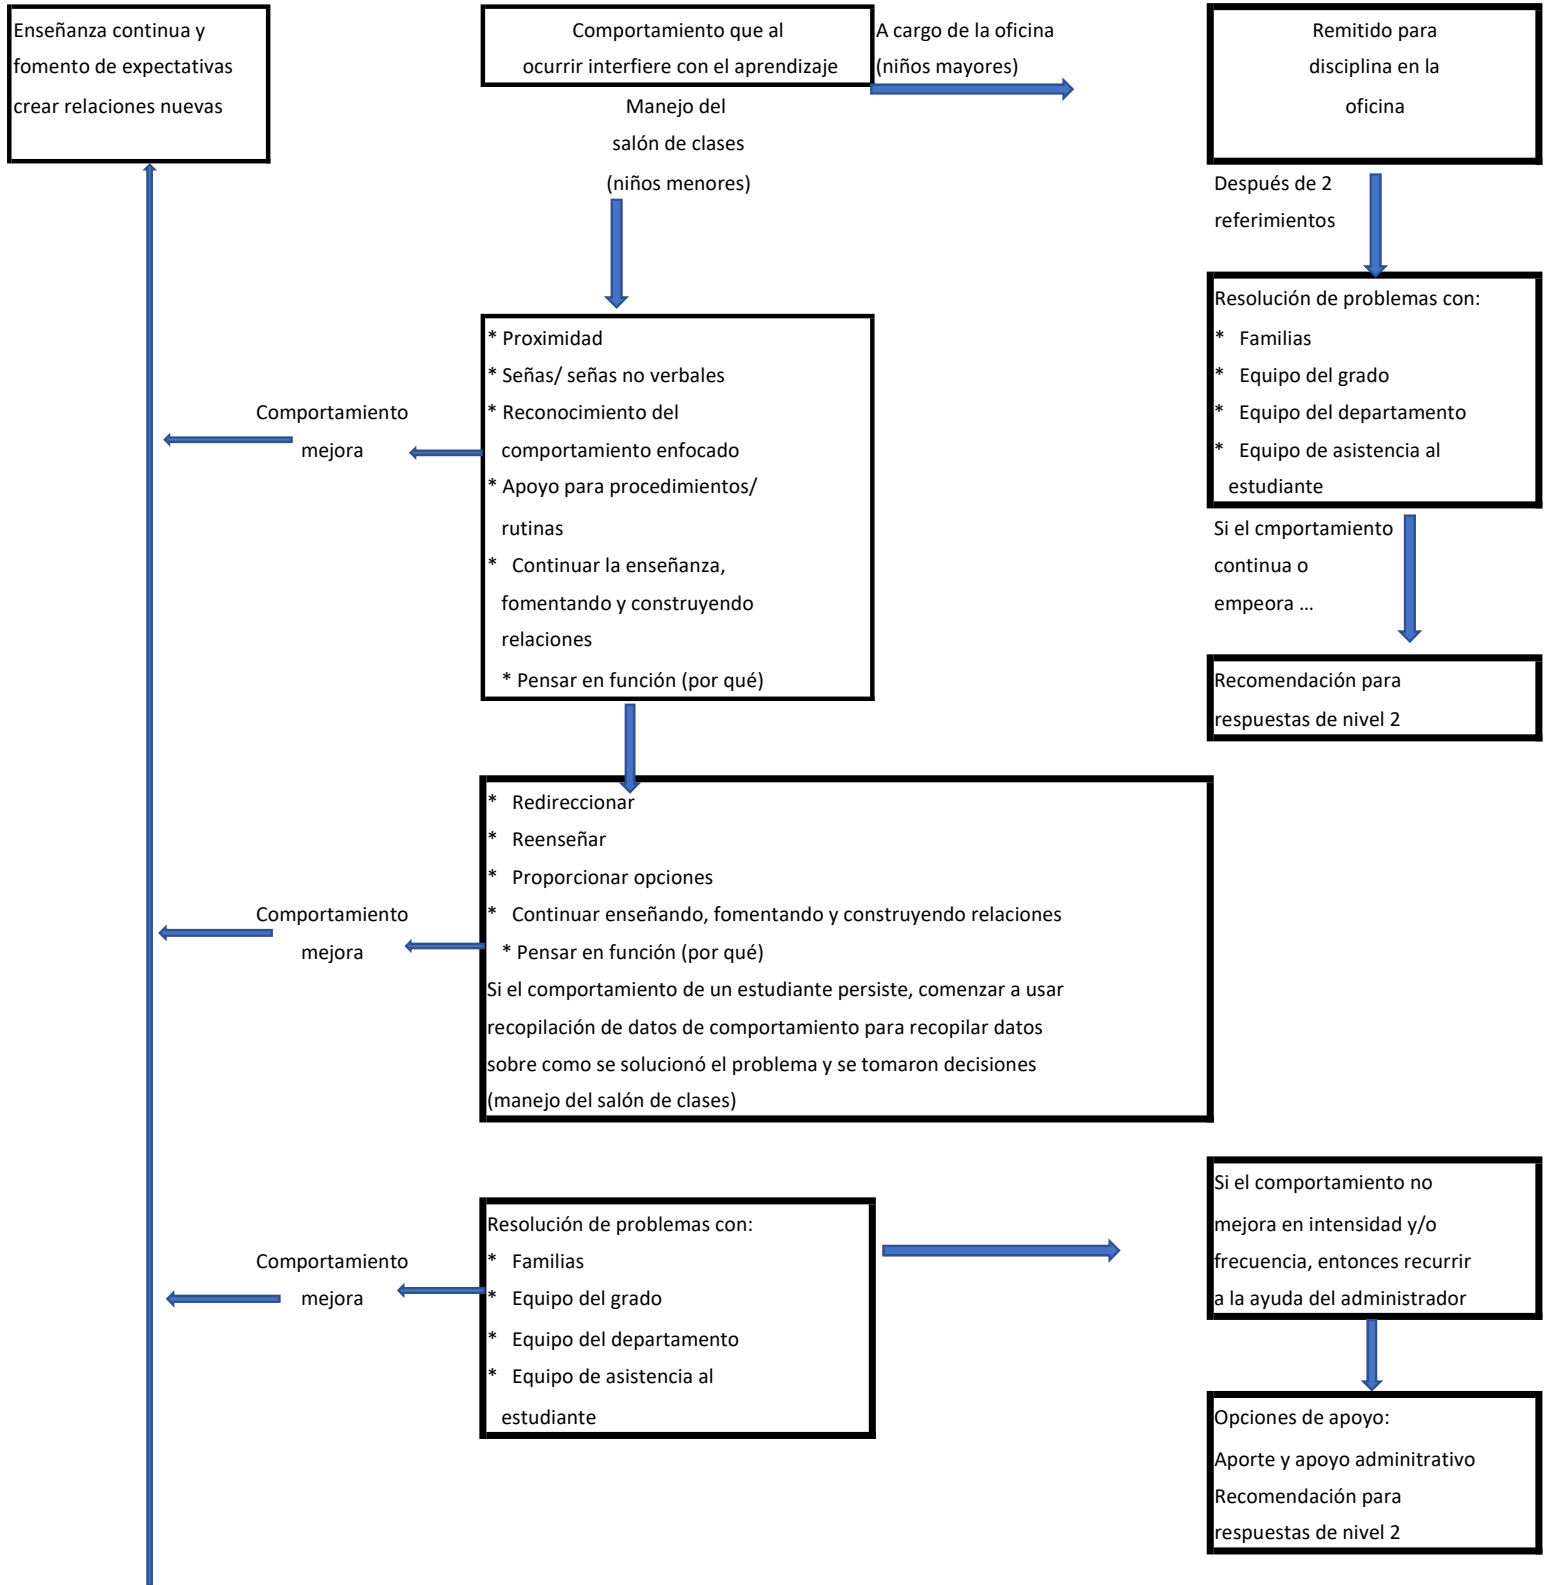 Enseñanza continua y
fomento de expectativas
crear relaciones nuevas
Comportamiento que al
ocurrir interfiere con el aprendizaje
A cargo de la oficina
(niños mayores)
Remitido para
disciplina en la
oficina
Manejo del
salón de clases
(niños menores)
Después de 2
referimientos
Resolución de problemas con:
* Familias
* Equipo del grado
* Equipo del departamento
* Equipo de asistencia al
estudiante
Si el cmportamiento
continua o
empeora ...
Recomendación para
respuestas de nivel 2
* Proximidad
* Señas/ señas no verbales
* Reconocimiento del
comportamiento enfocado
* Apoyo para procedimientos/
rutinas
* Continuar la enseñanza,
fomentando y construyendo
relaciones
* Pensar en función (por qué)
Comportamiento
mejora
* Redireccionar
* Reenseñar
* Proporcionar opciones
* Continuar enseñando, fomentando y construyendo relaciones
* Pensar en función (por qué)
Si el comportamiento de un estudiante persiste, comenzar a usar
recopilación de datos de comportamiento para recopilar datos
sobre como se solucionó el problema y se tomaron decisiones
(manejo del salón de clases)
Comportamiento
mejora
Resolución de problemas con:
* Familias
* Equipo del grado
* Equipo del departamento
* Equipo de asistencia al
estudiante
Comportamiento
mejora
Si el comportamiento no
mejora en intensidad y/o
frecuencia, entonces recurrir
a la ayuda del administrador
Opciones de apoyo:
Aporte y apoyo adminitrativo
Recomendación para
respuestas de nivel 2